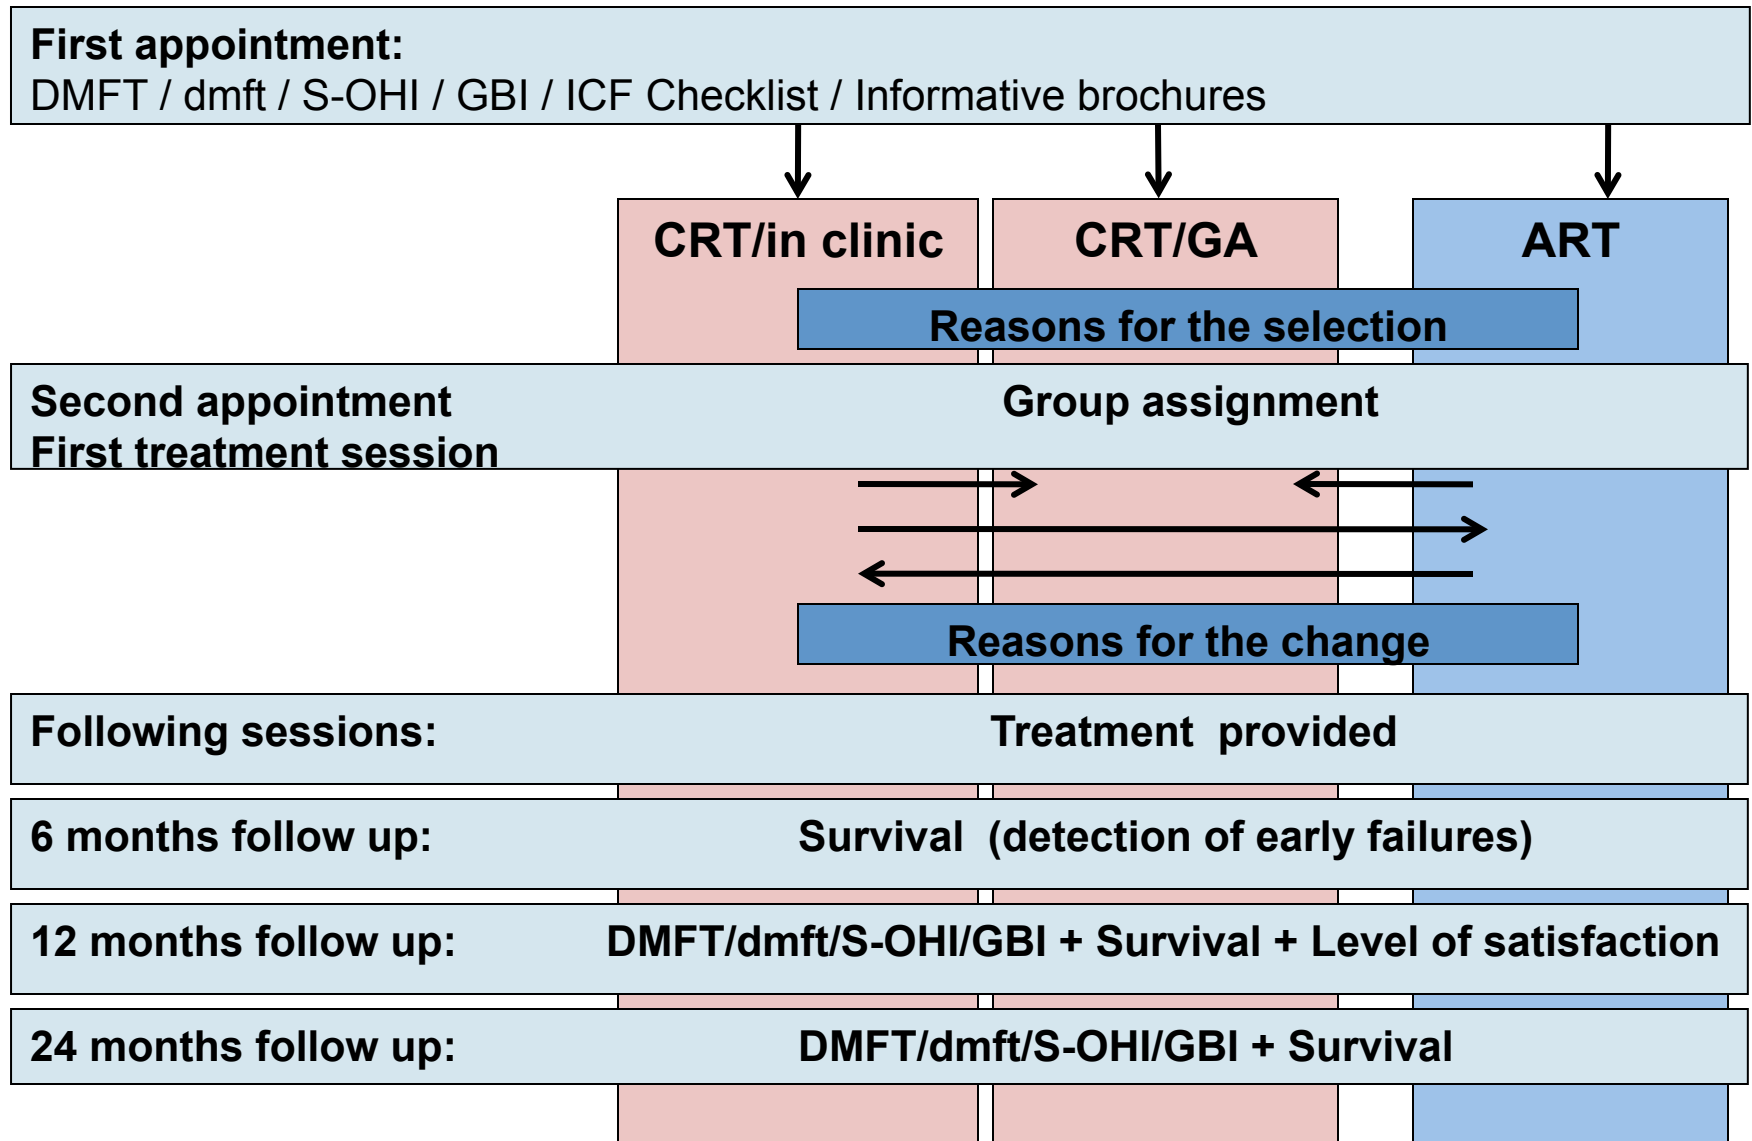 First appointment:
DMFT / dmft / S-OHI / GBI / ICF Checklist / Informative brochures
CRT/in clinic
CRT/GA
ART
Reasons for the selection
Second appointment
Group assignment
First treatment session
Reasons for the change
Following sessions:
Treatment  provided
6 months follow up:
Survival  (detection of early failures)
12 months follow up:
DMFT/dmft/S-OHI/GBI + Survival + Level of satisfaction
24 months follow up:
DMFT/dmft/S-OHI/GBI + Survival